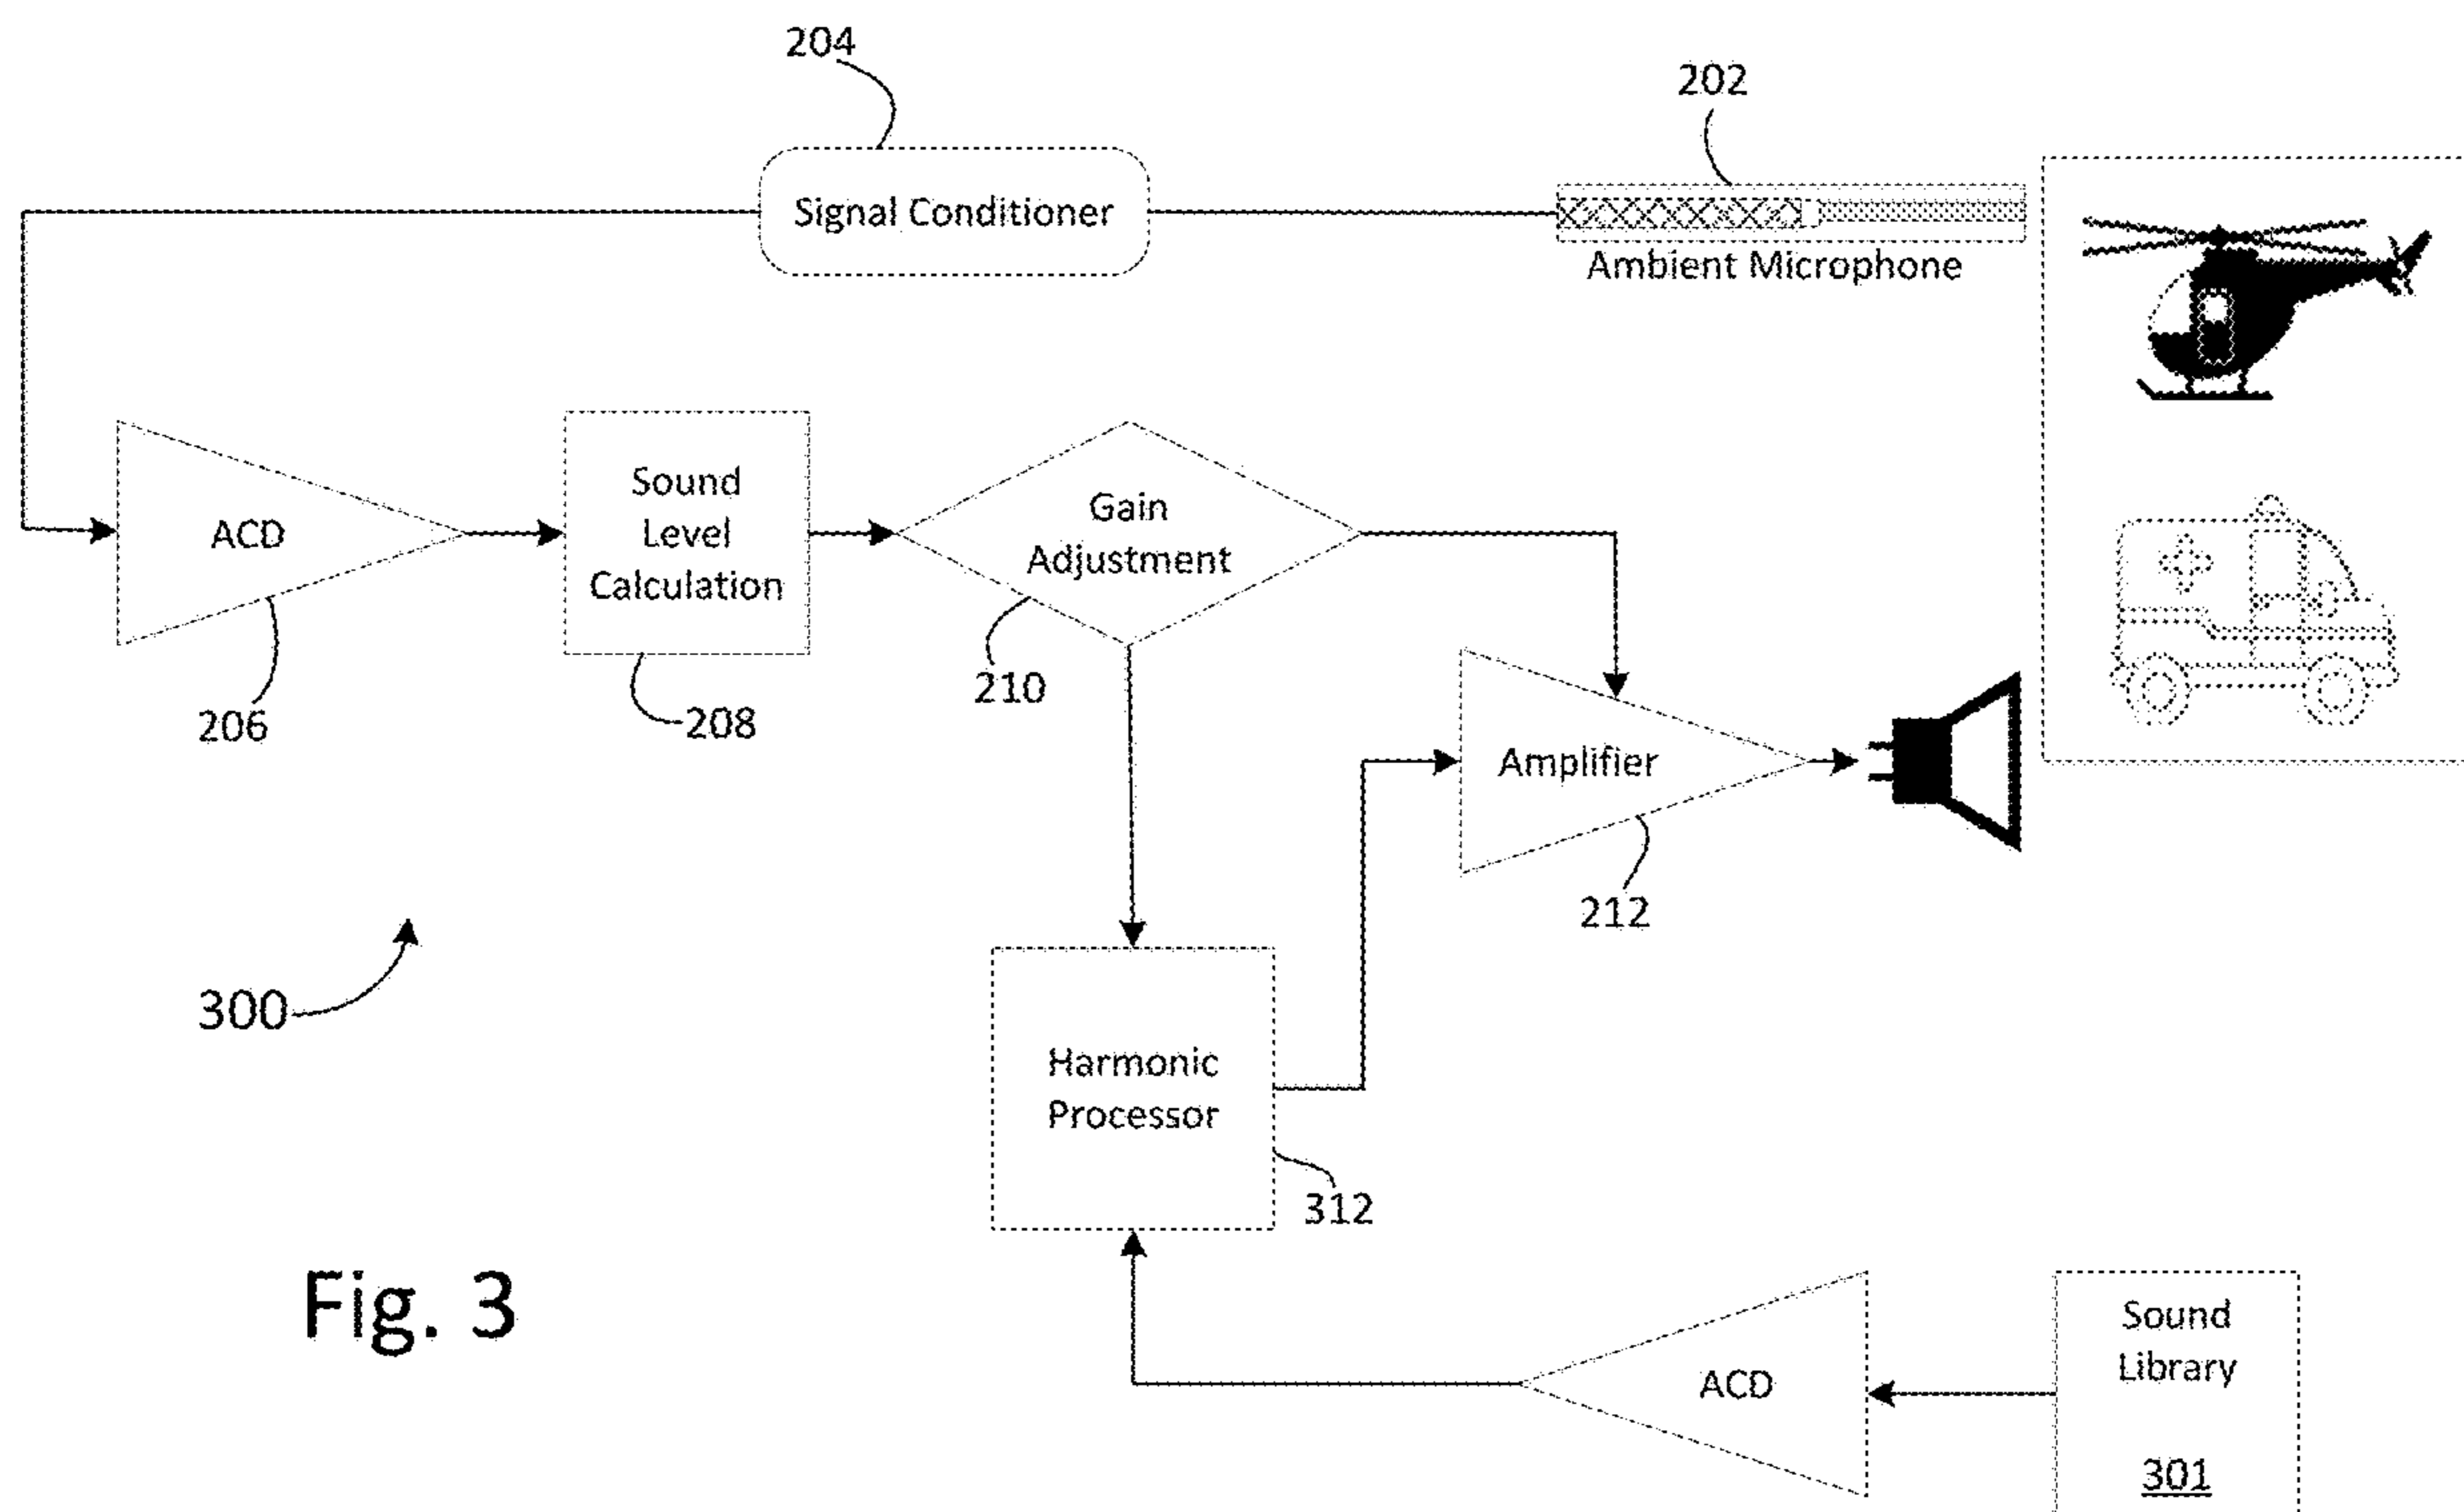 204
202
Signal Conditioner
Ambient Microphone
ACD
Sound
Level
Calculation
Gain
Adjustment
206
208
210
Amplifier
212
300
Harmonic
Processor
312
Fig. 3
ACD
Sound
Library
301